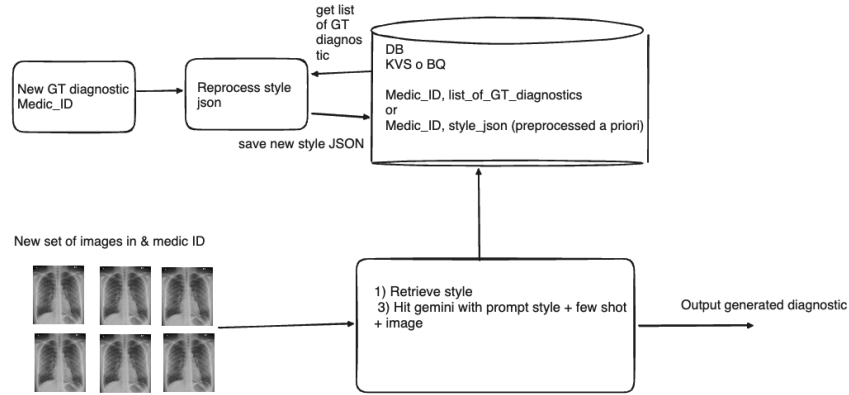 get list
of GT
diagnos
tic
DB
KVS o BQ
New GT diagnostic
Medic_ID
Reprocess style
json
Medic_ID, list_of_GT_diagnostics
or
Medic_ID, style_json (preprocessed a priori)
save new style JSON
New set of images in & medic ID
1) Retrieve style
3) Hit gemini with prompt style + few shot
+ image
Output generated diagnostic